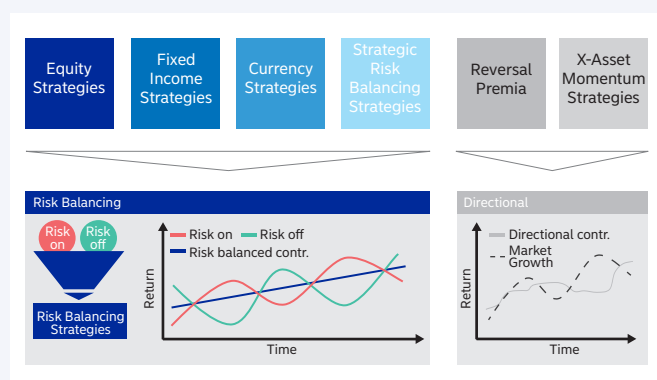 Equity
Strategies
Fixed
Income
Strategies
Currency
Strategies
Strategic
Risk
Balancing
Strategies
Reversal
Premia
X-Asset
Momentum
Strategies
Risk Balancing
Risk
on
Risk
off
Risk Balancing
Strategies
Risk on
Risk off
Risk balanced contr.
Return
Time
Directional
Directional contr.
Market
Growth
Return
Time